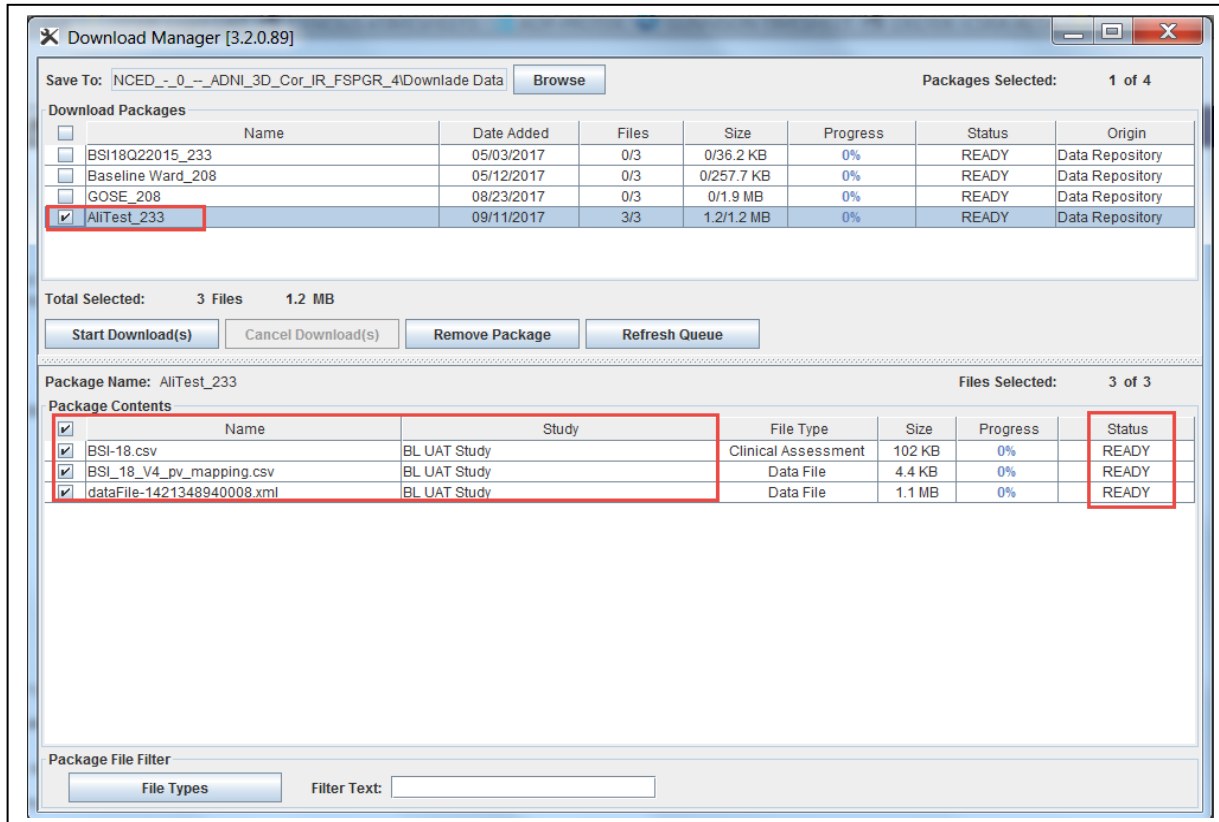 Download Manager [3.2.0.89]
Save To: NCED_-_0_--_ADNI_3D_Cor_IR_FSPGR_4\Downlade Data Browse Packages Selected: 1 of 4
Download Packages
Name Date Added Files Size Progress Status Origin
BSI18Q22015_233 05/03/2017 0/3 0/36.2 KB 0% READY Data Repository
Baseline Ward_208 05/12/2017 0/3 0/257.7 KB 0% READY Data Repository
GOSE_208 08/23/2017 0/3 0/1.9 MB 0% READY Data Repository
AliTest_233 09/11/2017 3/3 1.2/1.2 MB 0% READY Data Repository
Total Selected: 3 Files 1.2 MB
Start Download(s) Cancel Download(s) Remove Package Refresh Queue
Package Name: AliTest_233 Files Selected: 3 of 3
Package Contents
Name Study File Type Size Progress Status
BSI-18.csv BL UAT Study Clinical Assessment 102 KB 0% READY
BSI_18_V4_pv_mapping.csv BL UAT Study Data File 4.4 KB 0% READY
dataFile-1421348940008.xml BL UAT Study Data File 1.1 MB 0% READY
Package File Filter
File Types Filter Text: